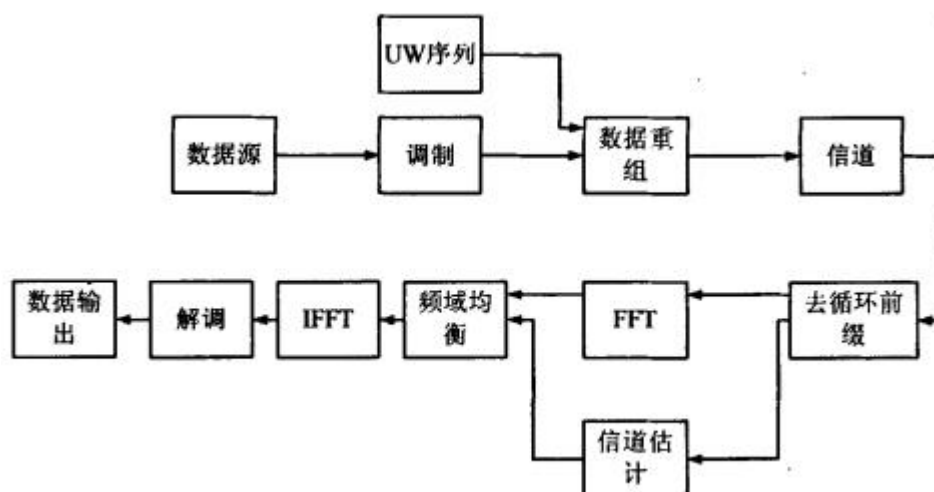 UW序列
数据源
调制
数据重
组
信道
数据输
出
解调
IFFT
频域均
衡
FFT
去循环前
缀
信道估
计